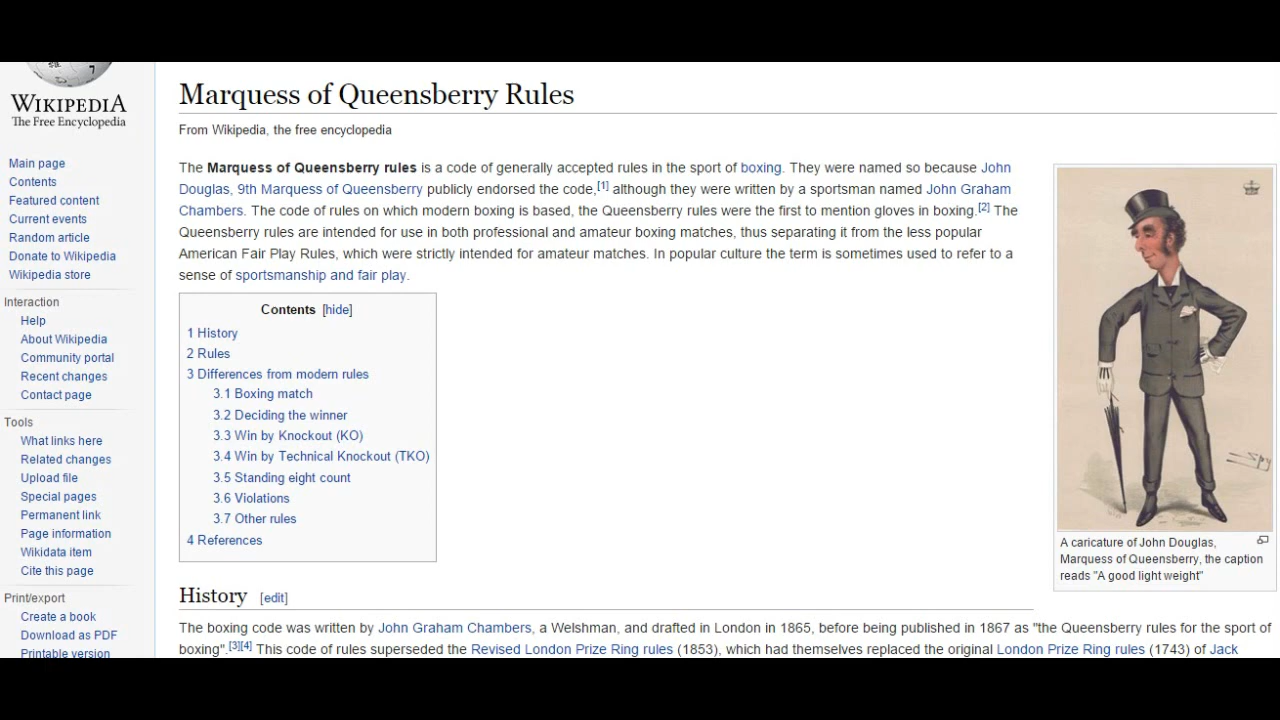 WIKIPEDIA
The Free Encyclopedia
Main page
Contents
Featured content
Current events
Random article
Donate to Wikipedia
Wikipedia store
Interaction
Help
About Wikipedia
Community portal
Recent changes
Contact page
Tools
What links here
Related changes
Upload file
Special pages
Permanent link
Page information
Wikidata item
Cite this page
Print/export
Create a book
Download as PDF
Printable version
Marquess of Queensberry Rules
From Wikipedia, the free encyclopedia
The Marquess of Queensberry rules is a code of generally accepted rules in the sport of boxing. They were named so because John
Douglas, 9th Marquess of Queensberry publicly endorsed the code,[1] although they were written by a sportsman named John Graham
Chambers. The code of rules on which modern boxing is based, the Queensberry rules were the first to mention gloves in boxing.[2] The
Queensberry rules are intended for use in both professional and amateur boxing matches, thus separating it from the less popular
American Fair Play Rules, which were strictly intended for amateur matches. In popular culture the term is sometimes used to refer to a
sense of sportsmanship and fair play.
Contents [hide]
1 History
2 Rules
3 Differences from modern rules
3.1 Boxing match
3.2 Deciding the winner
3.3 Win by Knockout (KO)
3.4 Win by Technical Knockout (TKO)
3.5 Standing eight count
3.6 Violations
3.7 Other rules
4 References
Spy
A caricature of John Douglas,
Marquess of Queensberry, the caption
reads "A good light weight"
History [edit]
The boxing code was written by John Graham Chambers, a Welshman, and drafted in London in 1865, before being published in 1867 as "the Queensberry rules for the sport of
boxing".[3][4] This code of rules superseded the Revised London Prize Ring rules (1853), which had themselves replaced the original London Prize Ring rules (1743) of Jack